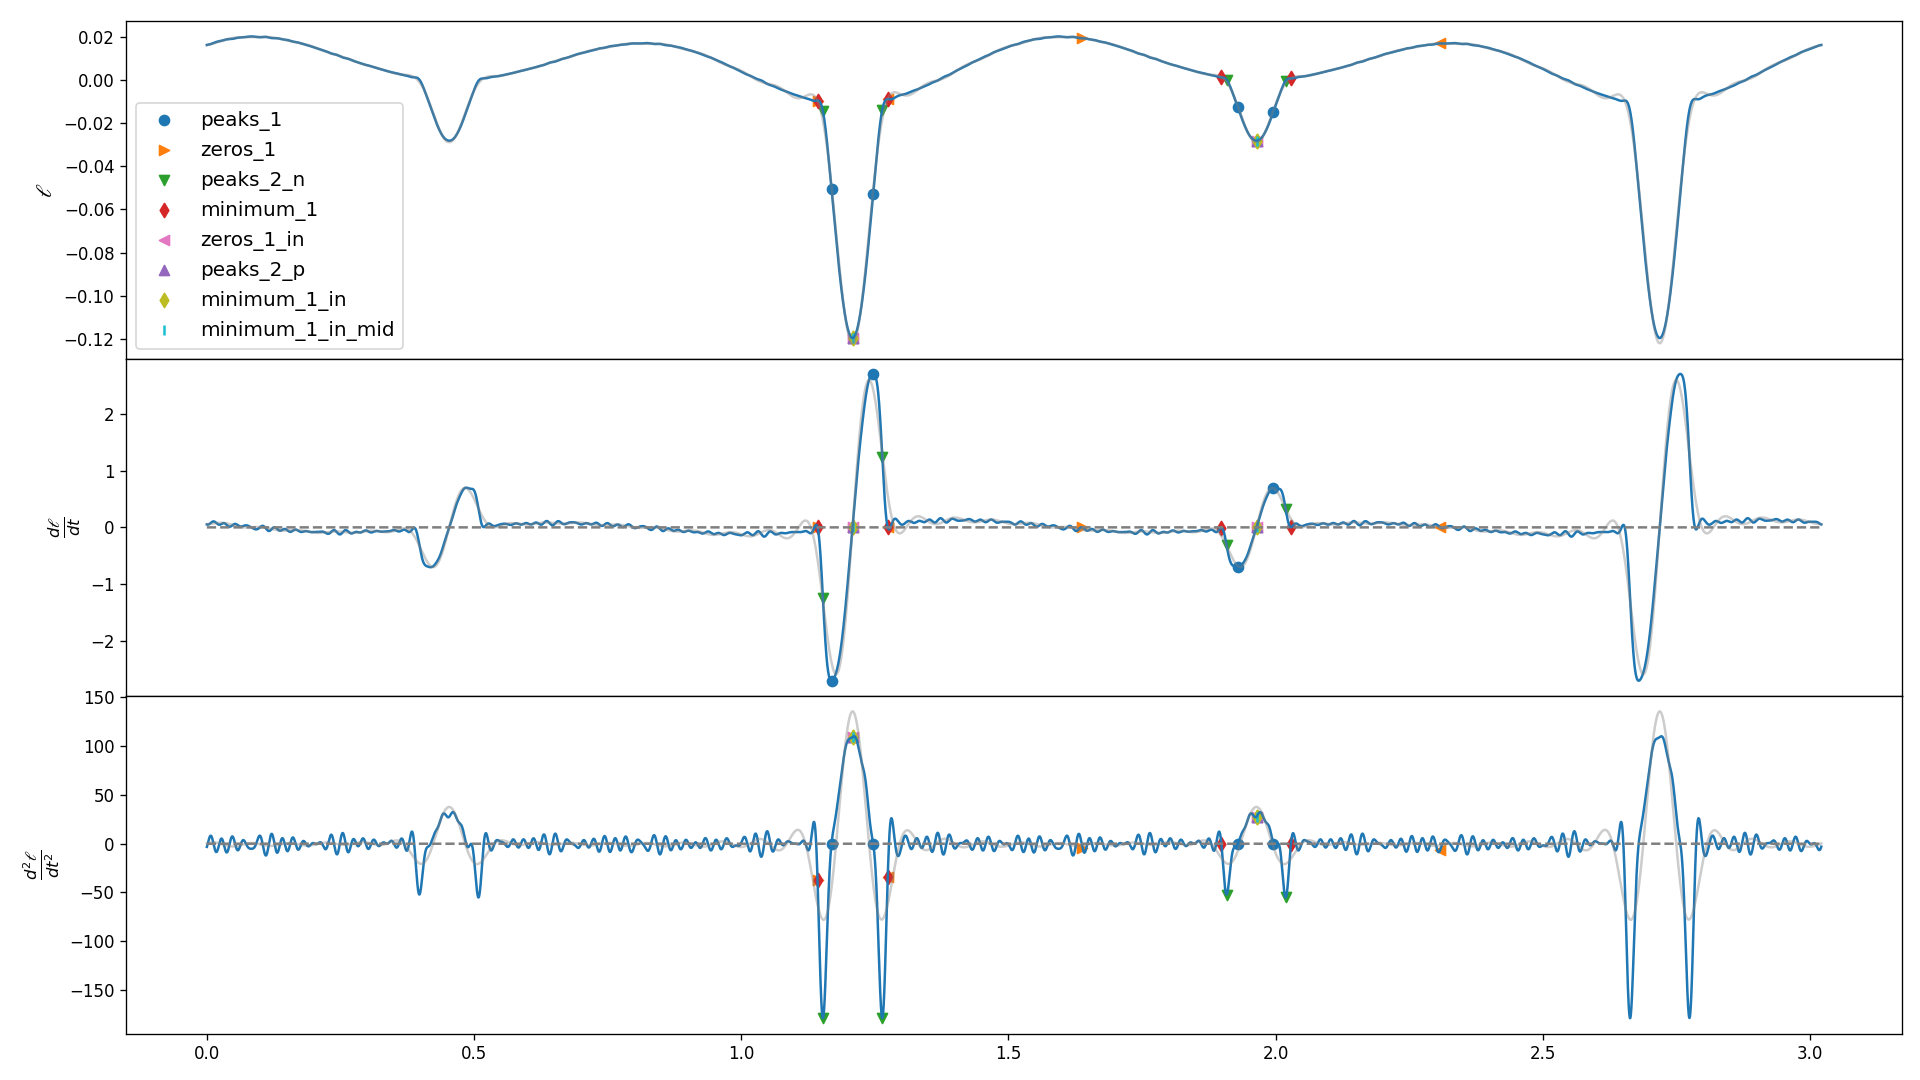 0.02
0.00
−0.02
−0.04
−0.06
−0.08
−0.10
−0.12
ℓ
peaks_1
zeros_1
peaks_2_n
minimum_1
zeros_1_in
peaks_2_p
minimum_1_in
minimum_1_in_mid
2
1
0
−1
−2
dℓ
dt
150
100
50
0
−50
−100
−150
d²ℓ
dt²
0.0 0.5 1.0 1.5 2.0 2.5 3.0